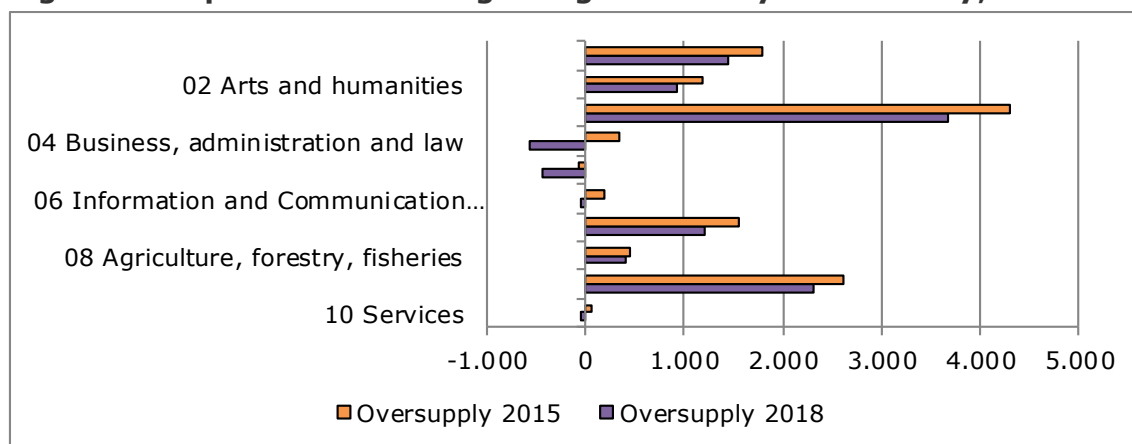 02 Arts and humanities
04 Business, administration and law
06 Information and Communication...
08 Agriculture, forestry, fisheries
10 Services
-1.000 0 1.000 2.000 3.000 4.000 5.000
Oversupply 2015 Oversupply 2018